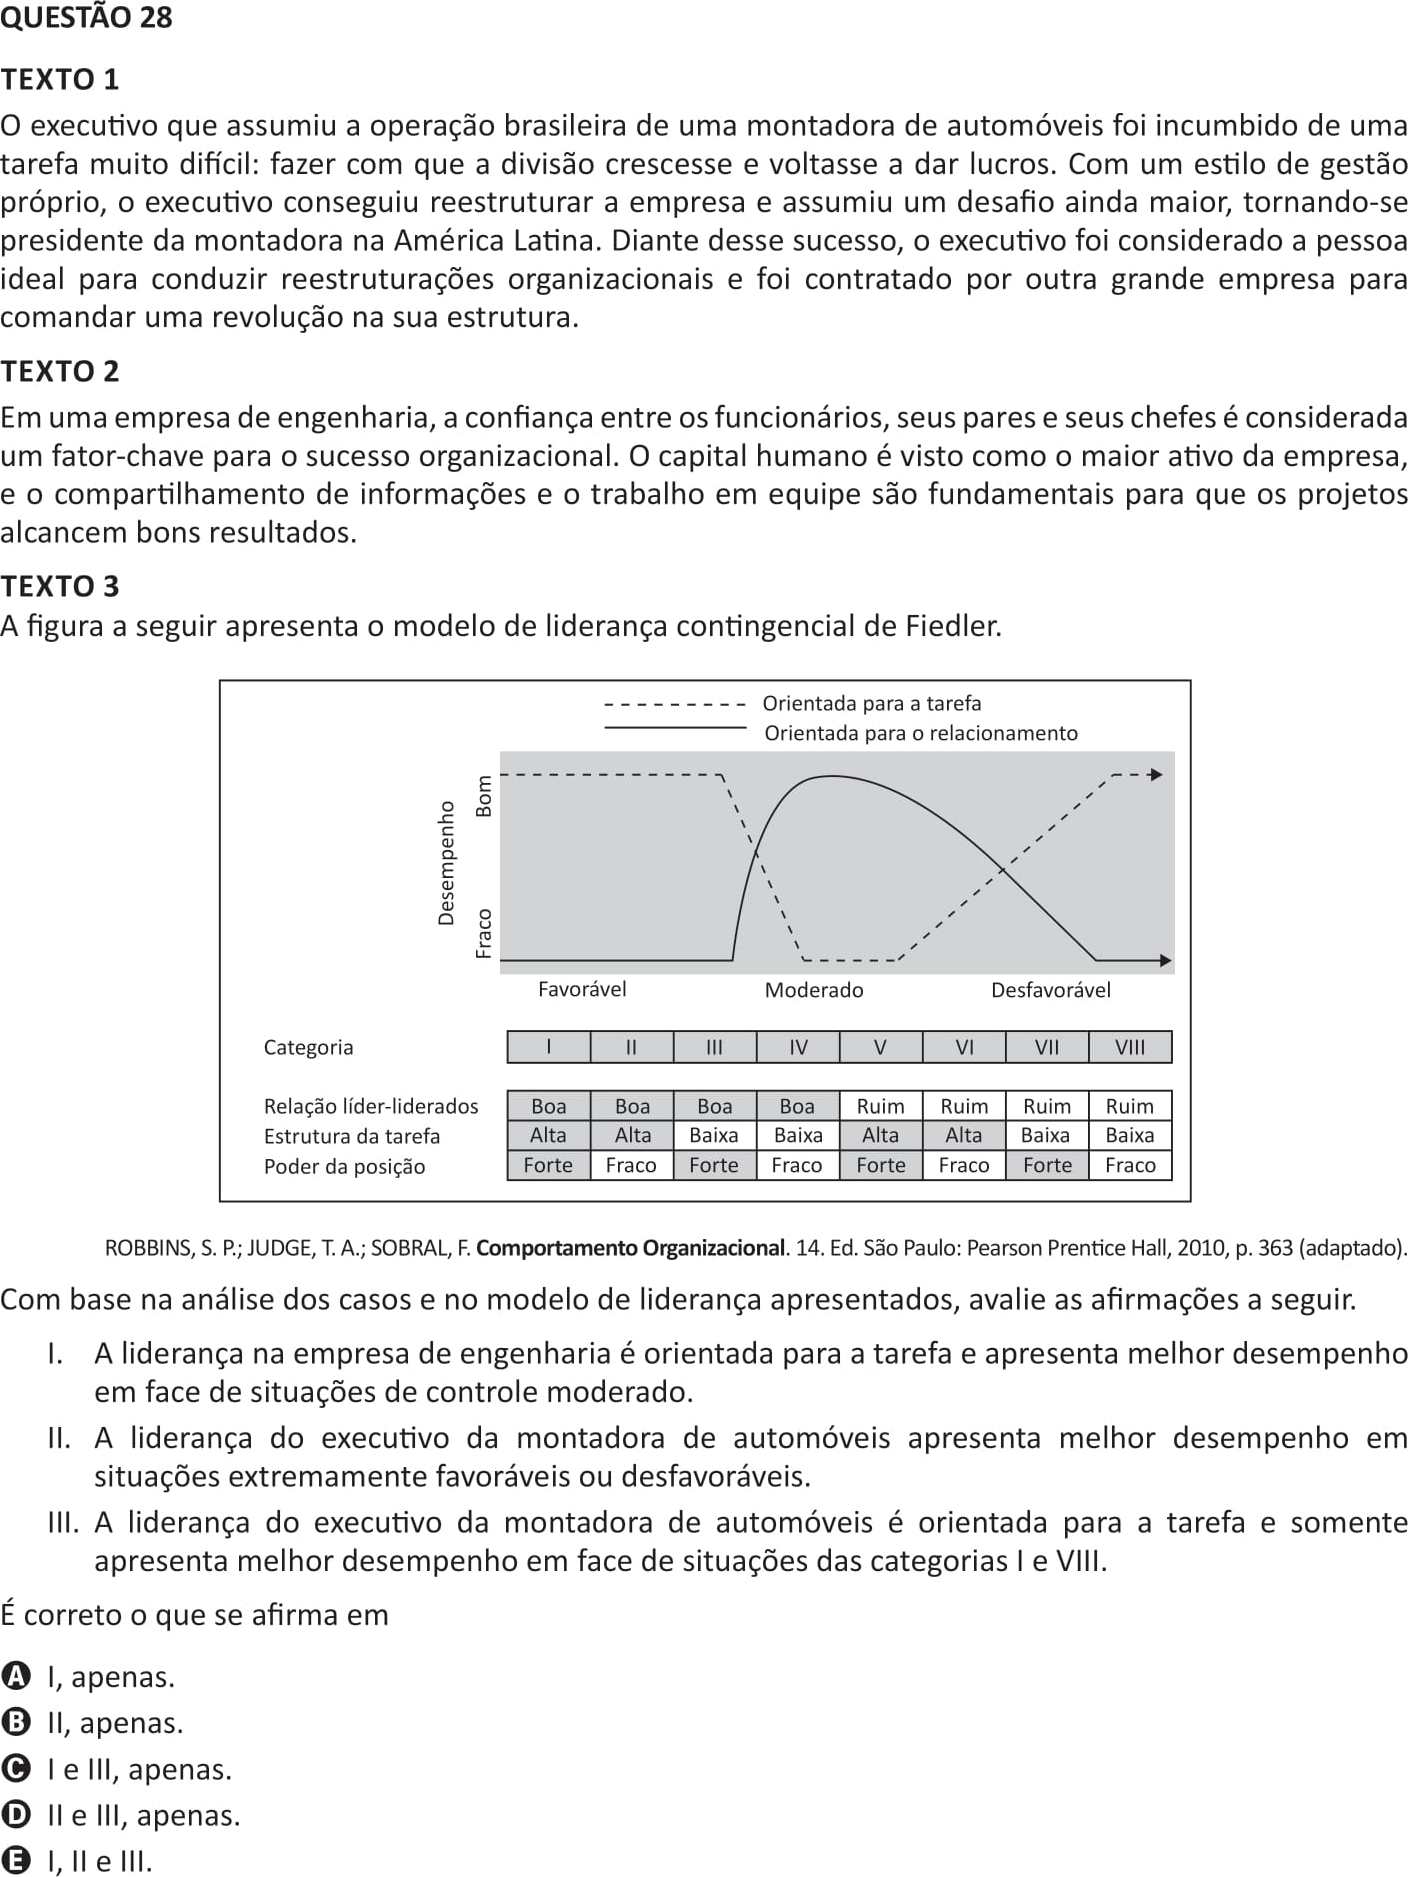 QUESTÃO 28
TEXTO 1
O executivo que assumiu a operação brasileira de uma montadora de automóveis foi incumbido de uma
tarefa muito difícil: fazer com que a divisão crescesse e voltasse a dar lucros. Com um estilo de gestão
próprio, o executivo conseguiu reestruturar a empresa e assumiu um desafio ainda maior, tornando-se
presidente da montadora na América Latina. Diante desse sucesso, o executivo foi considerado a pessoa
ideal para conduzir reestruturações organizacionais e foi contratado por outra grande empresa para
comandar uma revolução na sua estrutura.
TEXTO 2
Em uma empresa de engenharia, a confiança entre os funcionários, seus pares e seus chefes é considerada
um fator-chave para o sucesso organizacional. O capital humano é visto como o maior ativo da empresa,
e o compartilhamento de informações e o trabalho em equipe são fundamentais para que os projetos
alcancem bons resultados.
TEXTO 3
A figura a seguir apresenta o modelo de liderança contingencial de Fiedler.
Orientada para a tarefa
Orientada para o relacionamento
Desempenho
Bom
Fraco
Favorável Moderado Desfavorável
Categoria I II III IV V VI VII VIII
Relação líder-liderados Boa Boa Boa Boa Ruim Ruim Ruim Ruim
Estrutura da tarefa Alta Alta Baixa Baixa Alta Alta Baixa Baixa
Poder da posição Forte Fraco Forte Fraco Forte Fraco Forte Fraco
ROBBINS, S. P.; JUDGE, T. A.; SOBRAL, F. Comportamento Organizacional. 14. Ed. São Paulo: Pearson Prentice Hall, 2010, p. 363 (adaptado).
Com base na análise dos casos e no modelo de liderança apresentados, avalie as afirmações a seguir.
I. A liderança na empresa de engenharia é orientada para a tarefa e apresenta melhor desempenho
em face de situações de controle moderado.
II. A liderança do executivo da montadora de automóveis apresenta melhor desempenho em
situações extremamente favoráveis ou desfavoráveis.
III. A liderança do executivo da montadora de automóveis é orientada para a tarefa e somente
apresenta melhor desempenho em face de situações das categorias I e VIII.
É correto o que se afirma em
A I, apenas.
B II, apenas.
C I e III, apenas.
D II e III, apenas.
E I, II e III.